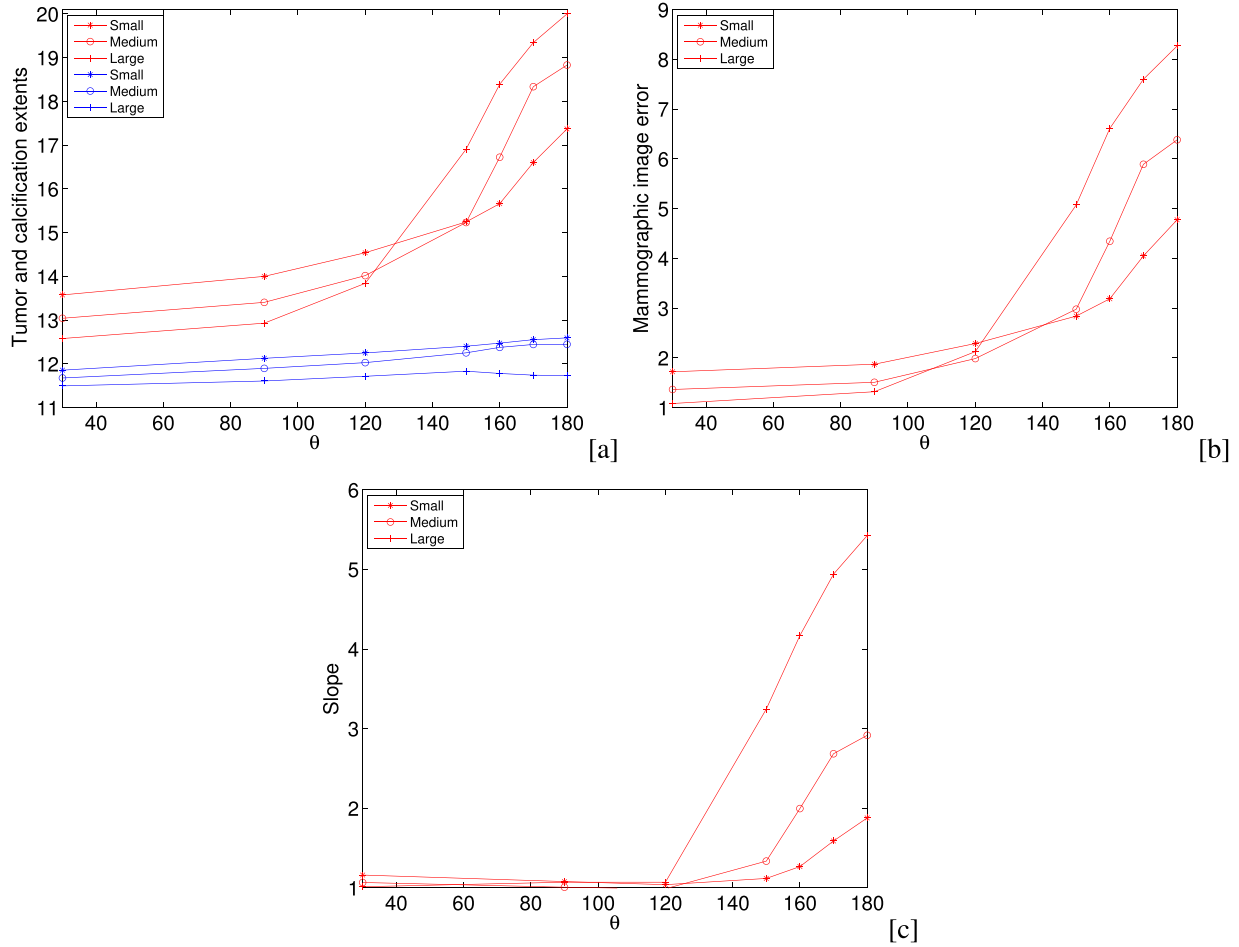 Tumor and calcification extents
20
19
18
17
16
15
14
13
12
11
Small
Medium
Large
Small
Medium
Large
40 60 80 100 120 140 160 180
θ
[a]
Mammographic image error
9
8
7
6
5
4
3
2
1
Small
Medium
Large
40 60 80 100 120 140 160 180
θ
[b]
Slope
6
5
4
3
2
1
Small
Medium
Large
40 60 80 100 120 140 160 180
θ
[c]